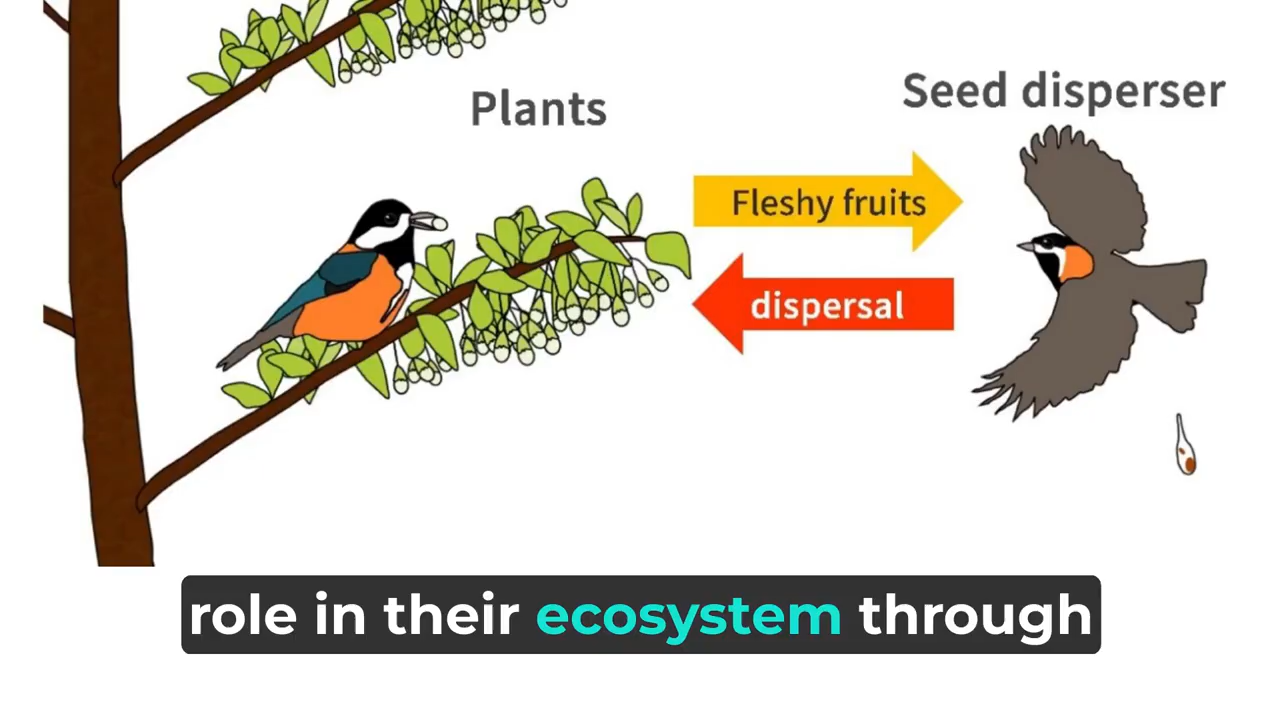 Plants
Seed disperser
Fleshy fruits
dispersal
role in their ecosystem through